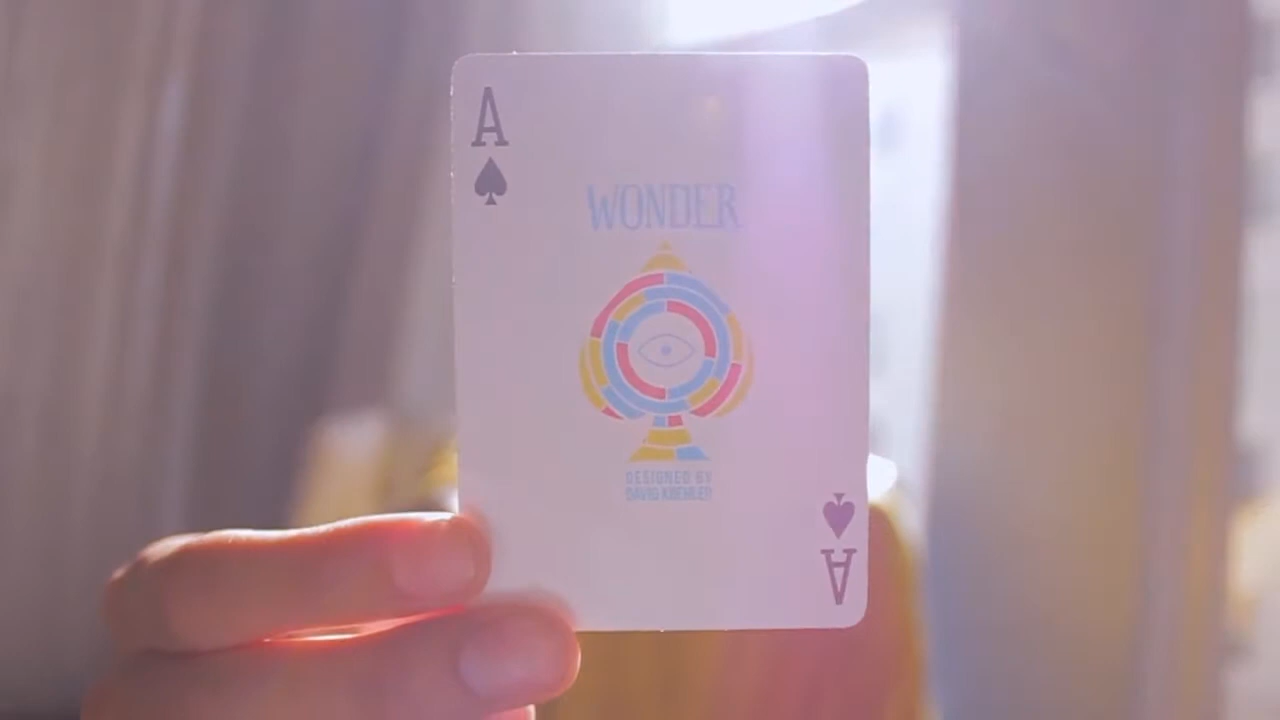 A
WONDER
DESIGNED BY
DAVID KOEHLER
A